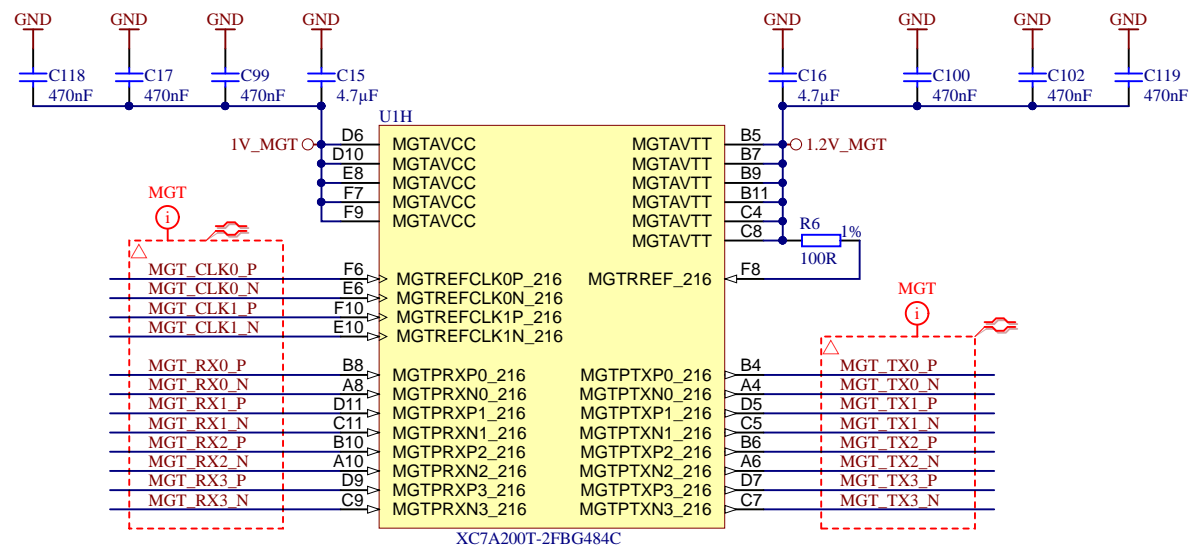 GND GND GND GND GND GND GND GND
C118 C17 C99 C15 C16 C100 C102 C119
470nF 470nF 470nF 4.7µF 4.7µF 470nF 470nF 470nF
U1H
1V_MGT D6 MGTAVCC MGTAVTT B5 1.2V_MGT
D10 MGTAVCC MGTAVTT B7
E8 MGTAVCC MGTAVTT B9
F7 MGTAVCC MGTAVTT B11
F9 MGTAVCC MGTAVTT C4
MGTAVTT C8 R6 1%
100R
MGT
i
MGT_CLK0_P F6 MGTREFCLK0P_216 MGTRREF_216 F8
MGT_CLK0_N E6 MGTREFCLK0N_216
MGT_CLK1_P F10 MGTREFCLK1P_216
MGT_CLK1_N E10 MGTREFCLK1N_216
MGT
i
MGT_RX0_P B8 MGTPRXP0_216 MGTPTXP0_216 B4 MGT_TX0_P
MGT_RX0_N A8 MGTPRXN0_216 MGTPTXN0_216 A4 MGT_TX0_N
MGT_RX1_P D11 MGTPRXP1_216 MGTPTXP1_216 D5 MGT_TX1_P
MGT_RX1_N C11 MGTPRXN1_216 MGTPTXN1_216 C5 MGT_TX1_N
MGT_RX2_P B10 MGTPRXP2_216 MGTPTXP2_216 B6 MGT_TX2_P
MGT_RX2_N A10 MGTPRXN2_216 MGTPTXN2_216 A6 MGT_TX2_N
MGT_RX3_P D9 MGTPRXP3_216 MGTPTXP3_216 D7 MGT_TX3_P
MGT_RX3_N C9 MGTPRXN3_216 MGTPTXN3_216 C7 MGT_TX3_N
XC7A200T-2FBG484C